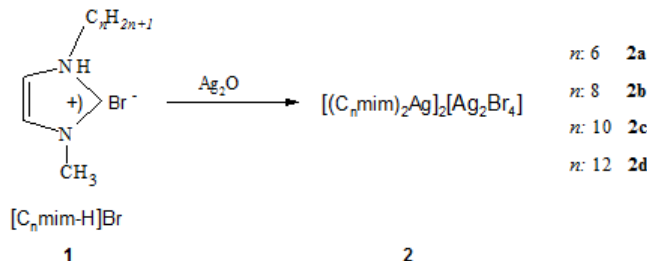 CnH2n+1
NH
+)
Br-
N
CH3
[Cnmim-H]Br
1
Ag2O
[(Cnmim)2Ag]2[Ag2Br4]
2
n: 6 2a
n: 8 2b
n: 10 2c
n: 12 2d